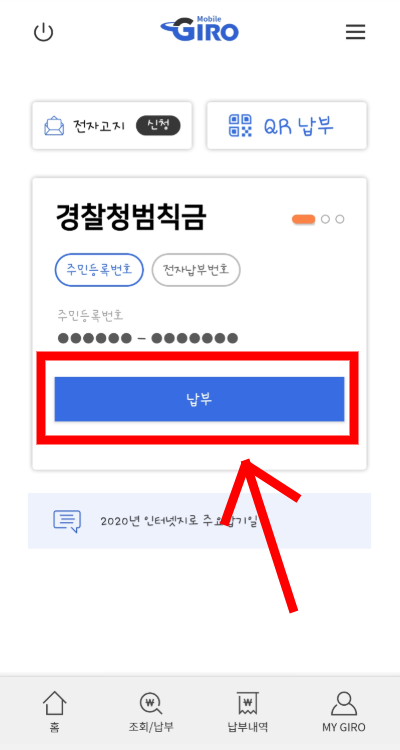 Mobile
GIRO
전자고지 신청
QR 납부
경찰청범칙금
주민등록번호 전자납부번호
주민등록번호
●●●●●● – ●●●●●●●
납부
2020년 인터넷지로 주요 기일
홈 조회/납부 납부내역 MY GIRO